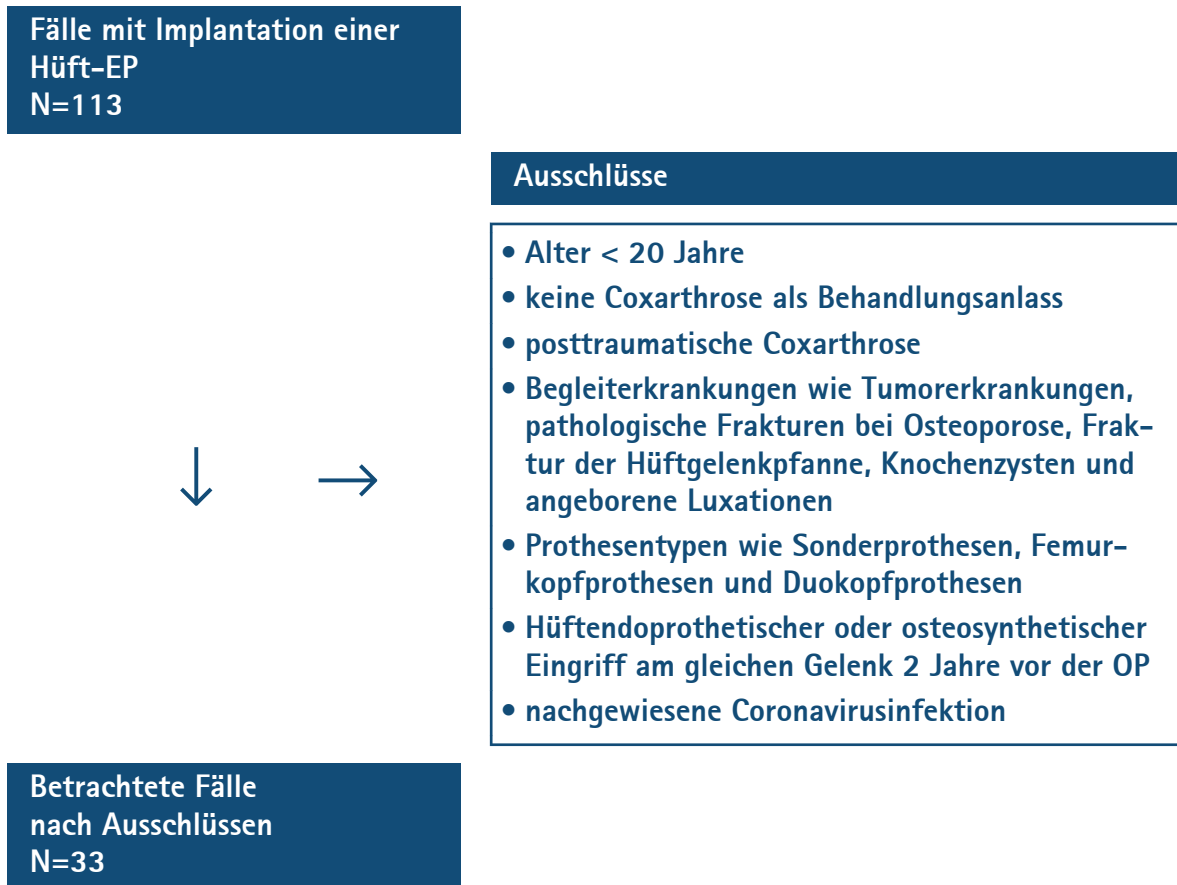 Fälle mit Implantation einer
Hüft-EP
N=113
Ausschlüsse
• Alter < 20 Jahre
• keine Coxarthrose als Behandlungsanlass
• posttraumatische Coxarthrose
• Begleiterkrankungen wie Tumorerkrankungen,
pathologische Frakturen bei Osteoporose, Frak-
tur der Hüftgelenkpfanne, Knochenzysten und
angeborene Luxationen
• Prothesentypen wie Sonderprothesen, Femur-
kopfprothesen und Duokopfprothesen
• Hüftendoprothetischer oder osteosynthetischer
Eingriff am gleichen Gelenk 2 Jahre vor der OP
• nachgewiesene Coronavirusinfektion
Betrachtete Fälle
nach Ausschlüssen
N=33